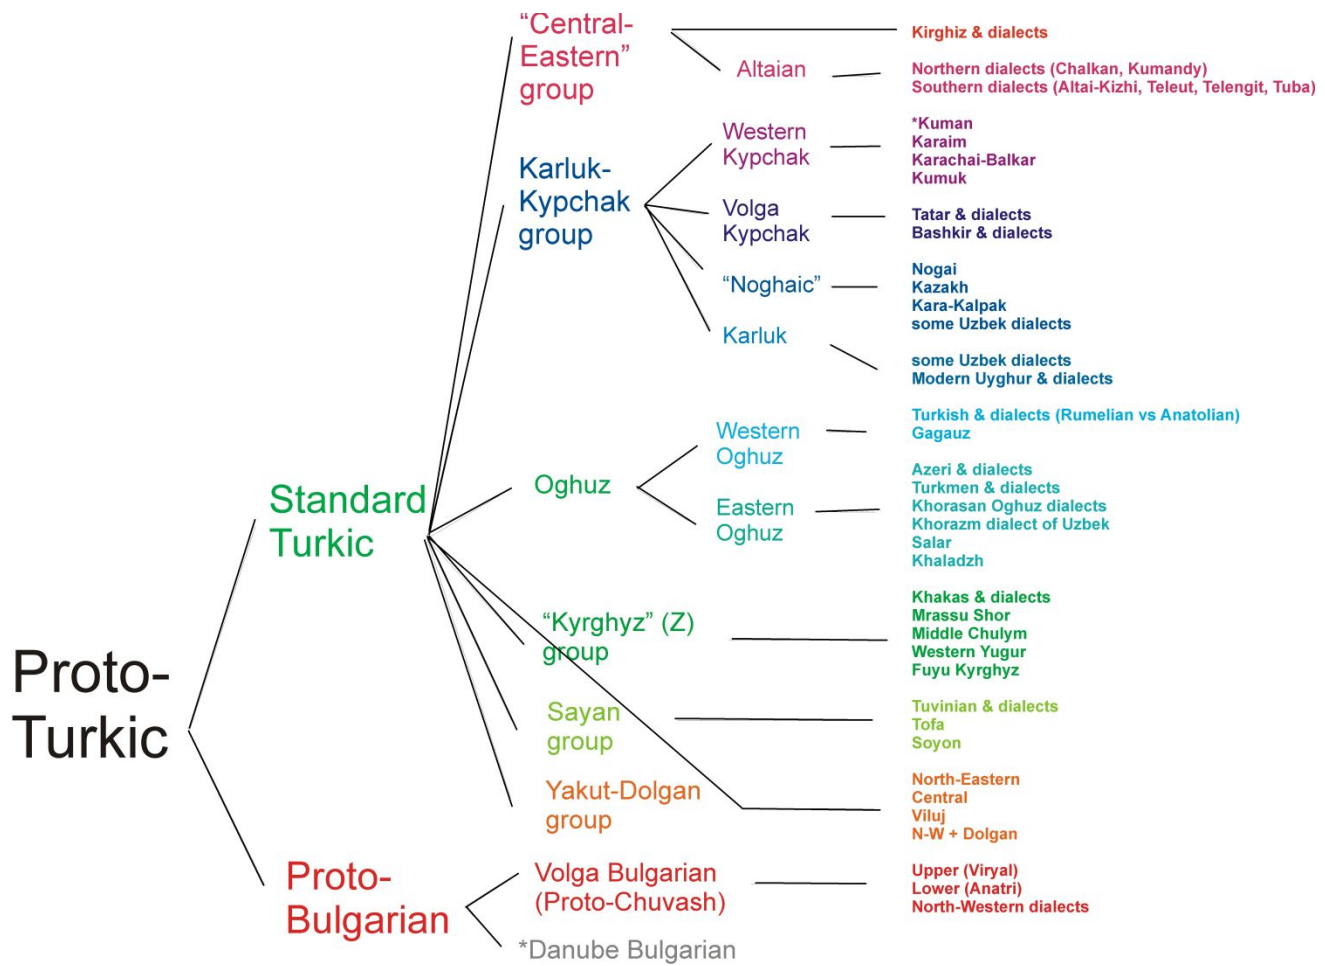 “Central-
Eastern”
group
Kirghiz & dialects
Altaian
Northern dialects (Chalkan, Kumandy)
Southern dialects (Altai-Kizhi, Teleut, Telengit, Tuba)
Karluk-
Kypchak
group
Western
Kypchak
*Kuman
Karaim
Karachai-Balkar
Kumuk
Volga
Kypchak
Tatar & dialects
Bashkir & dialects
“Noghaic”
Nogai
Kazakh
Kara-Kalpak
some Uzbek dialects
Karluk
some Uzbek dialects
Modern Uyghur & dialects
Standard
Turkic
Oghuz
Western
Oghuz
Turkish & dialects (Rumelian vs Anatolian)
Gagauz
Eastern
Oghuz
Azeri & dialects
Turkmen & dialects
Khorasan Oghuz dialects
Khorazm dialect of Uzbek
Salar
Khaladzh
“Kyrghyz” (Z)
group
Khakas & dialects
Mrassu Shor
Middle Chulym
Western Yugur
Fuyu Kyrghyz
Proto-
Turkic
Sayan
group
Tuvinian & dialects
Tofa
Soyon
Yakut-Dolgan
group
North-Eastern
Central
Viluj
N-W + Dolgan
Proto-
Bulgarian
Volga Bulgarian
(Proto-Chuvash)
Upper (Viryal)
Lower (Anatri)
North-Western dialects
*Danube Bulgarian